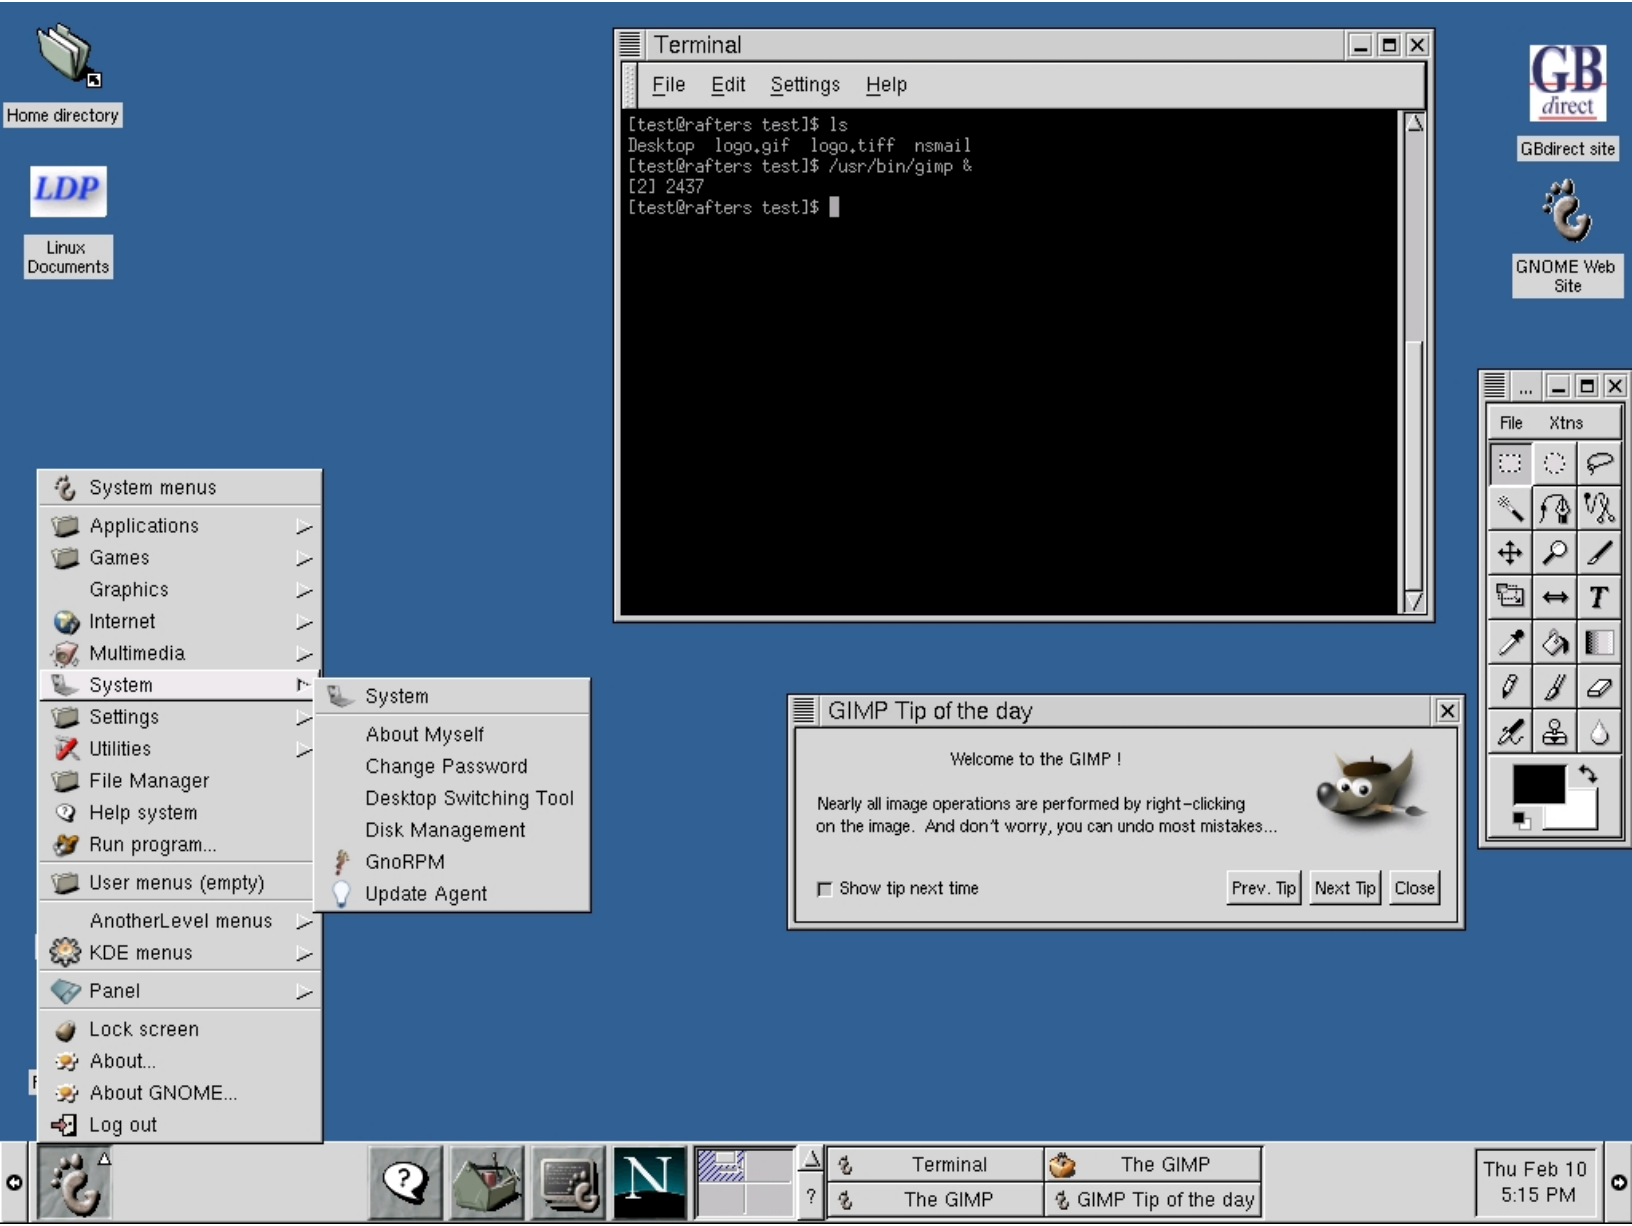 Home directory
LDP
Linux
Documents
Terminal
File Edit Settings Help
[test@rafters test]$ ls
Desktop logo.gif logo.tiff nsmail
[test@rafters test]$ /usr/bin/gimp &
[2] 2437
[test@rafters test]$
GB
direct
GBdirect site
GNOME Web
Site
...
File Xtns
T
System menus
Applications
Games
Graphics
Internet
Multimedia
System
Settings
Utilities
File Manager
Help system
Run program...
User menus (empty)
AnotherLevel menus
KDE menus
Panel
Lock screen
About...
About GNOME...
Log out
System
About Myself
Change Password
Desktop Switching Tool
Disk Management
GnoRPM
Update Agent
GIMP Tip of the day
Welcome to the GIMP !
Nearly all image operations are performed by right-clicking
on the image. And don't worry, you can undo most mistakes...
Show tip next time
Prev. Tip Next Tip Close
?
N
?
Terminal
The GIMP
The GIMP
GIMP Tip of the day
Thu Feb 10
5:15 PM